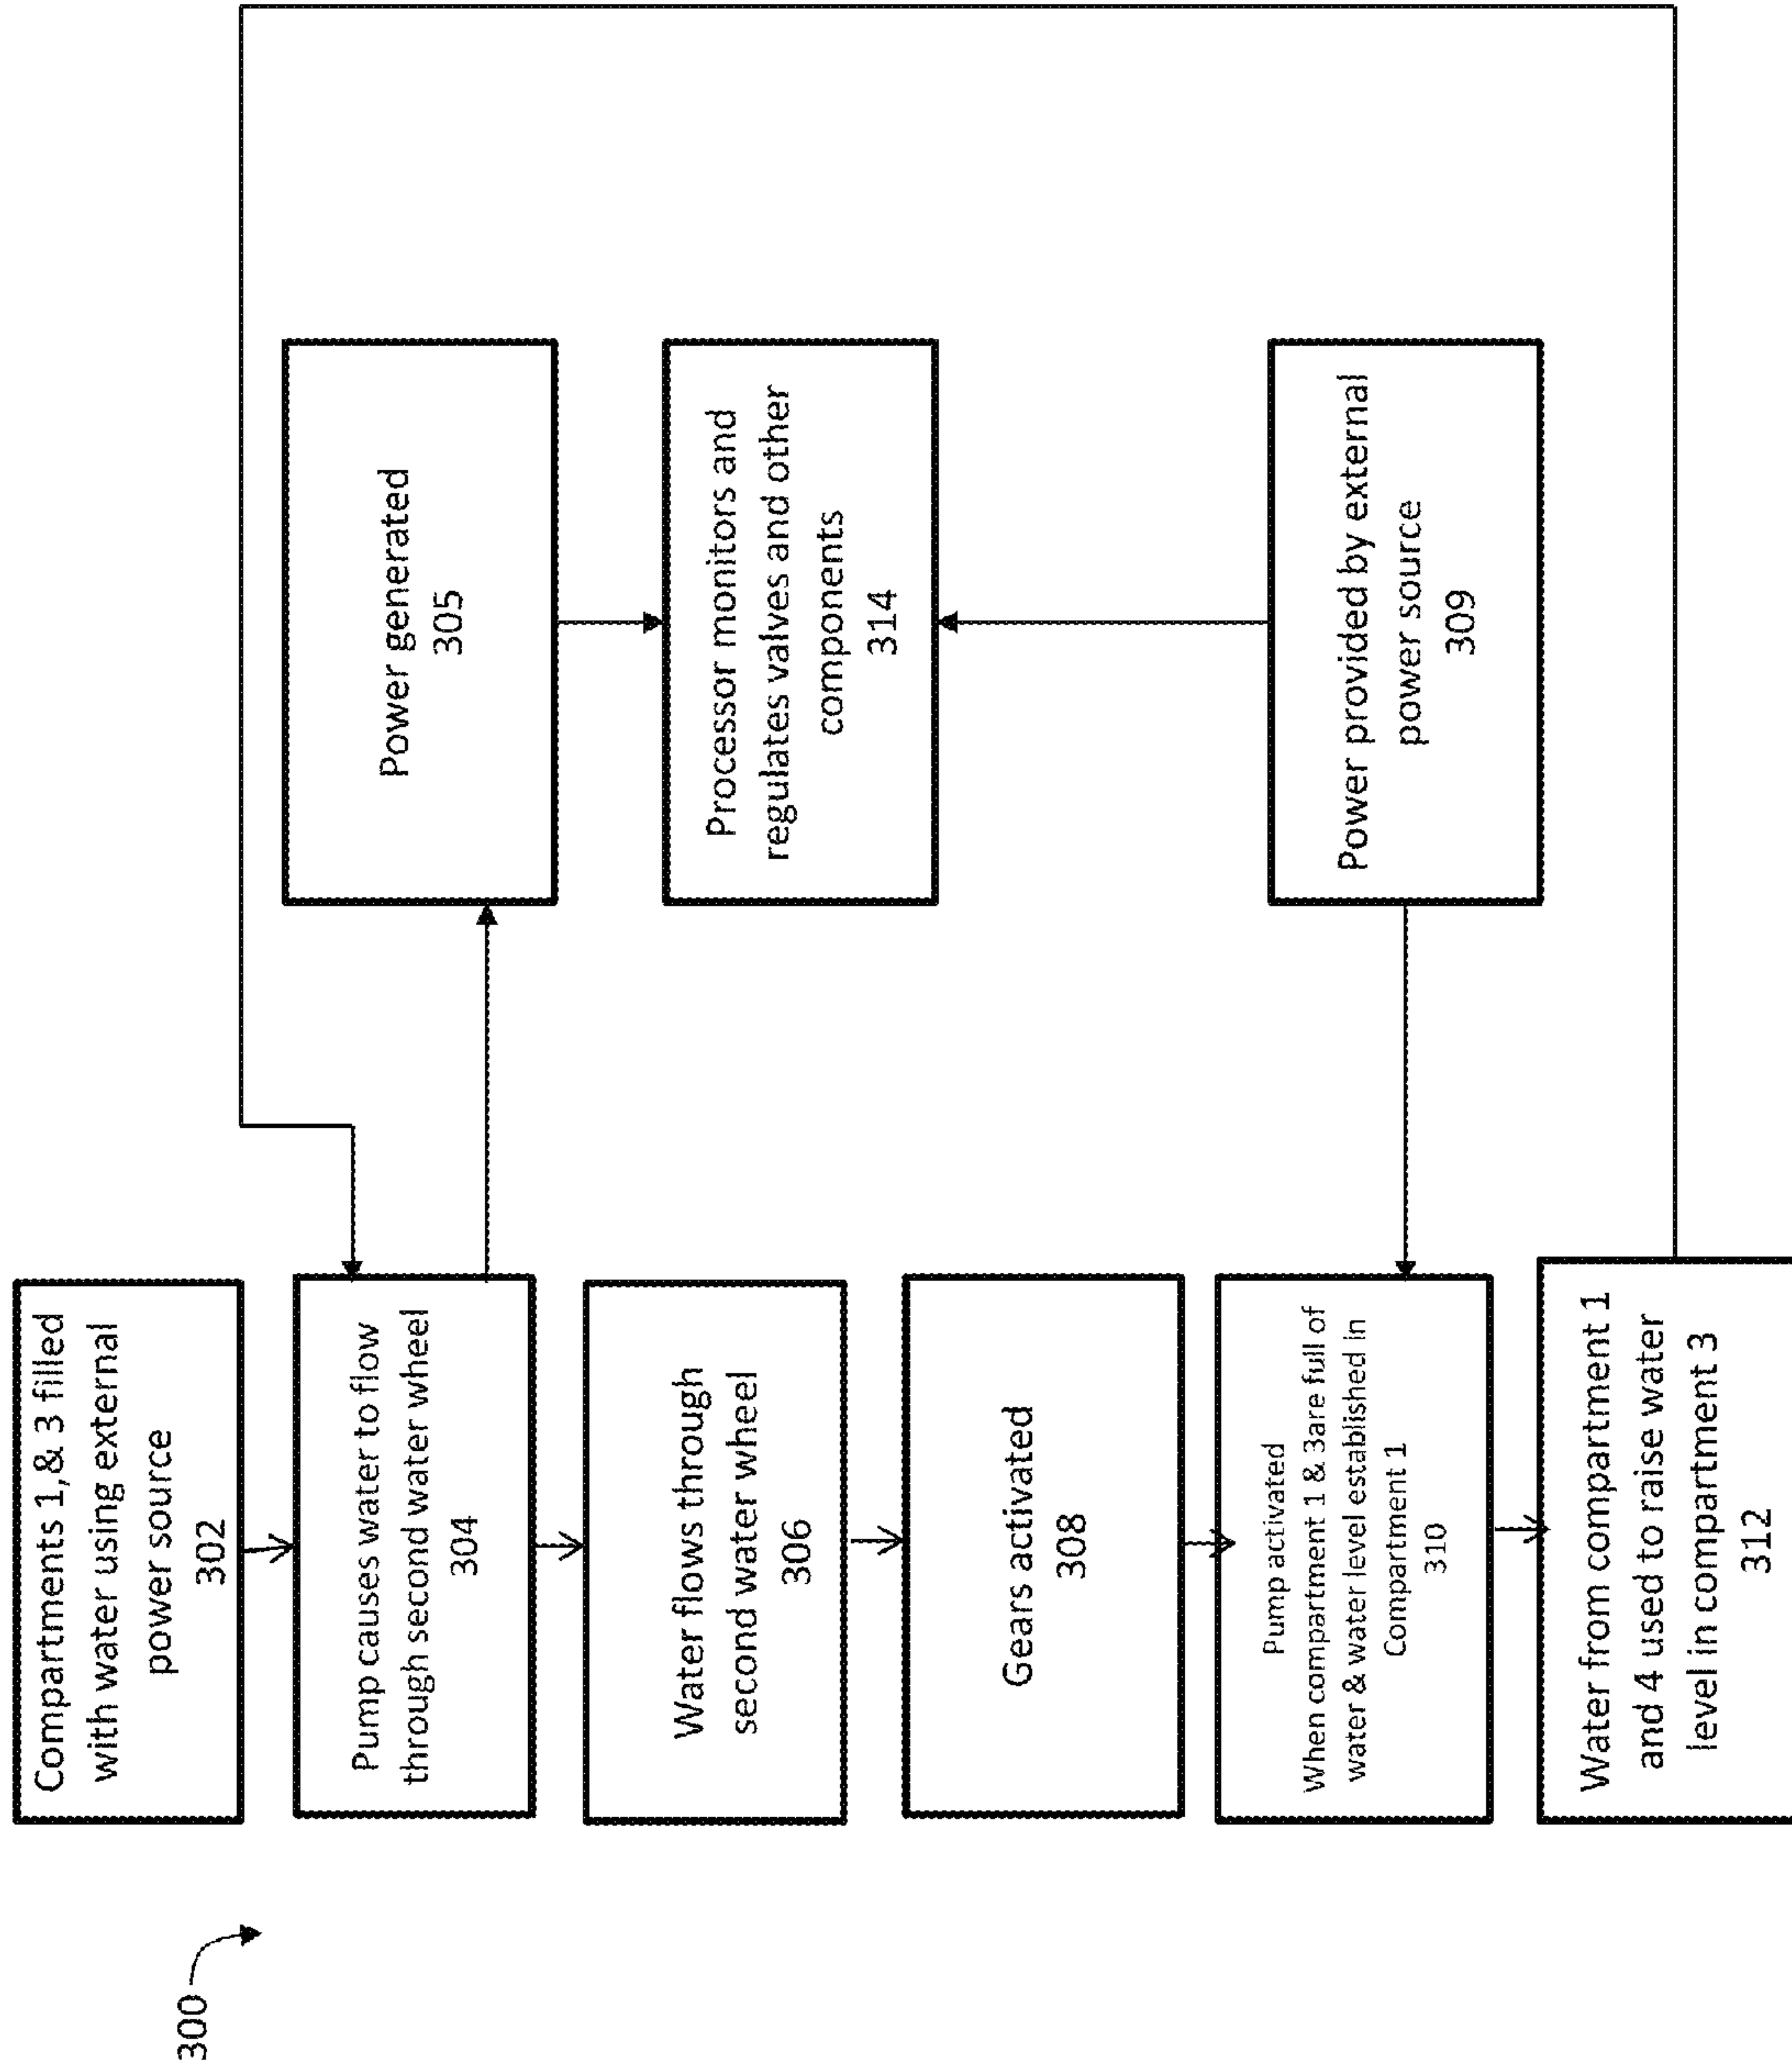 300
Compartments 1,& 3 filled
with water using external
power source
302
Pump causes water to flow
through second water wheel
304
Water flows through
second water wheel
306
Gears activated
308
Pump activated
When compartment 1 & 3are full of
water & water level established in
Compartment 1
310
Water from compartment 1
and 4 used to raise water
level in compartment 3
312
Power generated
305
Processor monitors and
regulates valves and other
components
314
Power provided by external
power source
309